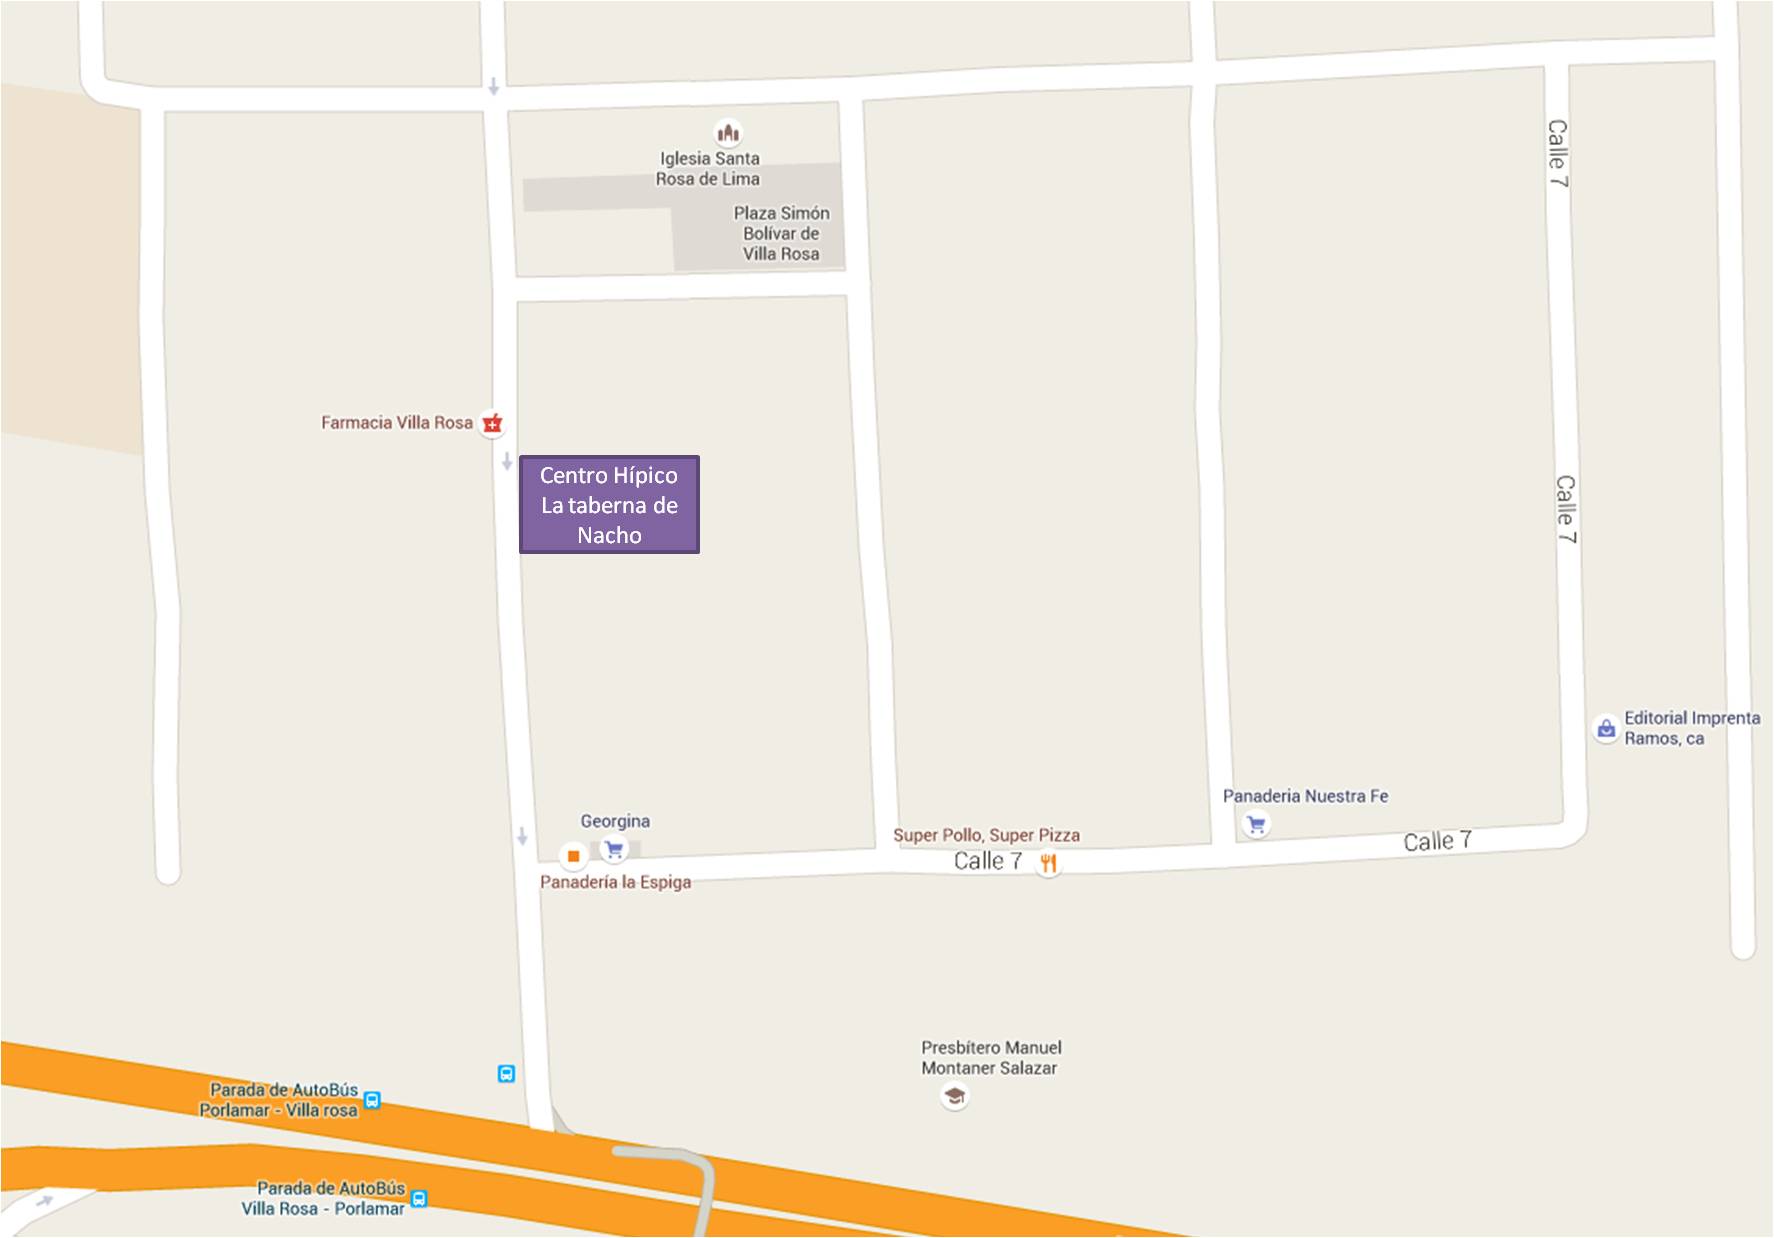 Iglesia Santa
Rosa de Lima
Plaza Simón
Bolívar de
Villa Rosa
Calle 7
Farmacia Villa Rosa
Centro Hípico
La taberna de
Nacho
Calle 7
Editorial Imprenta
Ramos, ca
Panaderia Nuestra Fe
Georgina
Super Pollo, Super Pizza
Calle 7
Calle 7
Panadería la Espiga
Presbítero Manuel
Montaner Salazar
Parada de AutoBús
Porlamar - Villa rosa
Parada de AutoBús
Villa Rosa - Porlamar